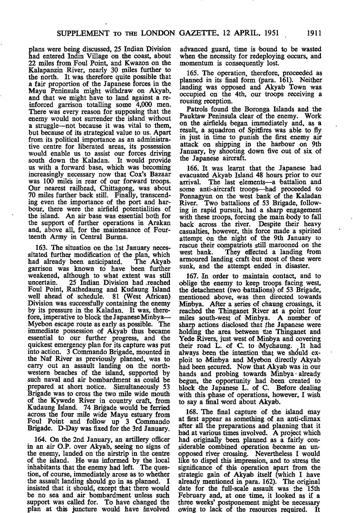 SUPPLEMENT TO THE LONDON GAZETTE, 12 APRIL, 1951 1911
plans were being discussed, 25 Indian Division
had entered Indin Village on the coast, about
22 miles from Foul Point, and Kwazon on the
Kalapanzin River, nearly 30 miles further to
the north. It was therefore quite possible that
a fair proportion of the Japanese forces in the
Mayu Peninsula might withdraw on Akyab,
and that we might have to land against a re-
inforced garrison totalling some 4,000 men.
There was every reason for supposing that the
enemy would not surrender the island without
a struggle—not because it was vital to them,
but because of its strategical value to us. Apart
from its political importance as an administra-
tive centre for liberated areas, its possession
would enable us to assist our forces driving
south down the Kaladan. It would provide
us with a forward base, which was becoming
increasingly necessary now that Cox's Bazaar
was 100 miles in rear of our forward troops.
Our nearest railhead, Chittagong, was about
70 miles further back still. Finally, transcend-
ing even the importance of the port and har-
bour, there were the airfield potentialities of
the island. An air base was essential both for
the support of further operations in Arakan
and, above all, for the maintenance of Four-
teenth Army in Central Burma.
163. The situation on the 1st January neces-
sitated further modification of the plan, which
had already been anticipated. The Akyab
garrison was known to have been further
weakened, although to what extent was still
uncertain. 25 Indian Division had reached
Foul Point, Rathedaung and Kudaung Island
well ahead of schedule. 81 (West African)
Division was successfully containing the enemy
by its pressure in the Kaladan. It was, there-
fore, imperative to block the Japanese Minbya—
Myebon escape route as early as possible. The
immediate possession of Akyab thus became
essential to our further progress, and the
quickest emergency plan for its capture was put
into action. 3 Commando Brigade, mounted in
the Naf River as previously planned, was to
carry out an assault landing on the north-
western beaches of the island, supported by
such naval and air bombardment as could be
prepared at short notice. Simultaneously 53
Brigade was to cross the two mile wide mouth
of the Kywede River in country craft, from
Kudaung Island. 74 Brigade would be ferried
across the four mile wide Mayu estuary from
Foul Point and follow up 3 Commando
Brigade. D-Day was fixed for the 3rd January.
164. On the 2nd January, an artillery officer
in an air O.P. over Akyab, seeing no signs of
the enemy, landed on the airstrip in the centre
of the island. He was informed by the local
inhabitants that the enemy had left. The ques-
tion, of course, immediately arose as to whether
the assault landing should go in as planned. I
insisted that it should, except that there would
be no sea and air bombardment unless such
support was called for. To have changed the
plan at this juncture would have involved
advanced guard, time is bound to be wasted
when the necessity for redeploying occurs, and
momentum is consequently lost.
165. The operation, therefore, proceeded as
planned in its final form (para. 161). Neither
landing was opposed and Akyab Town was
occupied on the 4th, our troops receiving a
rousing reception.
Patrols found the Boronga Islands and the
Pauktaw Peninsula clear of the enemy. Work
on the airfields began immediately and, as a
result, a squadron of Spitfires was able to fly
in just in time to punish the first enemy air
attack on shipping in the harbour on 9th
January, by shooting down five out of six of
the Japanese aircraft.
166. It was learnt that the Japanese had
evacuated Akyab Island 48 hours prior to our
arrival. The last elements—a battalion and
some anti-aircraft troops—had proceeded to
Ponnagyun on the west bank of the Kaladan
River. Two battalions of 53 Brigade, follow-
ing in rapid pursuit, had a sharp engagement
with these troops, forcing the main body to fall
back across the river. Despite their heavy
casualties, however, this force made a spirited
attempt on the night of the 9th January to
rescue their compatriots still marooned on the
west bank. They effected a landing from
armoured landing craft but most of these were
sunk, and the attempt ended in disaster.
167. In order to maintain contact, and to
oblige the enemy to keep troops facing west,
the detachment (two battalions) of 53 Brigade,
mentioned above, was then directed towards
Minbya. After a series of chaung crossings, it
reached the Thinganet River at a point four
miles south-west of Minbya. A number of
sharp actions disclosed that the Japanese were
holding the area between the Thinganet and
Yede Rivers, just west of Minbya and covering
their road L. of C. to Myohaung. It had
always been the intention that we should ex-
ploit to Minbya and Myebon directly Akyab
had been secured. Now that Akyab was in our
hands and probing towards Minbya already
begun, the opportunity had been created to
block the Japanese L. of C. Before dealing
with this phase of operations, however, I wish
to say a final word about Akyab.
168. The final capture of the island may
at first appear as something of an anti-climax
after all the preparations and planning that it
had at various times involved. A project which
had originally been planned as a fairly con-
siderable combined operation became an un-
opposed river crossing. Nevertheless I would
like to dispel this impression, and to stress the
significance of this operation apart from the
strategic gain of Akyab itself (which I have
already mentioned in para. 162). The original
date for the full-scale assault was the 15th
February and, at one time, it looked as if a
three weeks' postponement might be necessary
owing to lack of the resources required. It